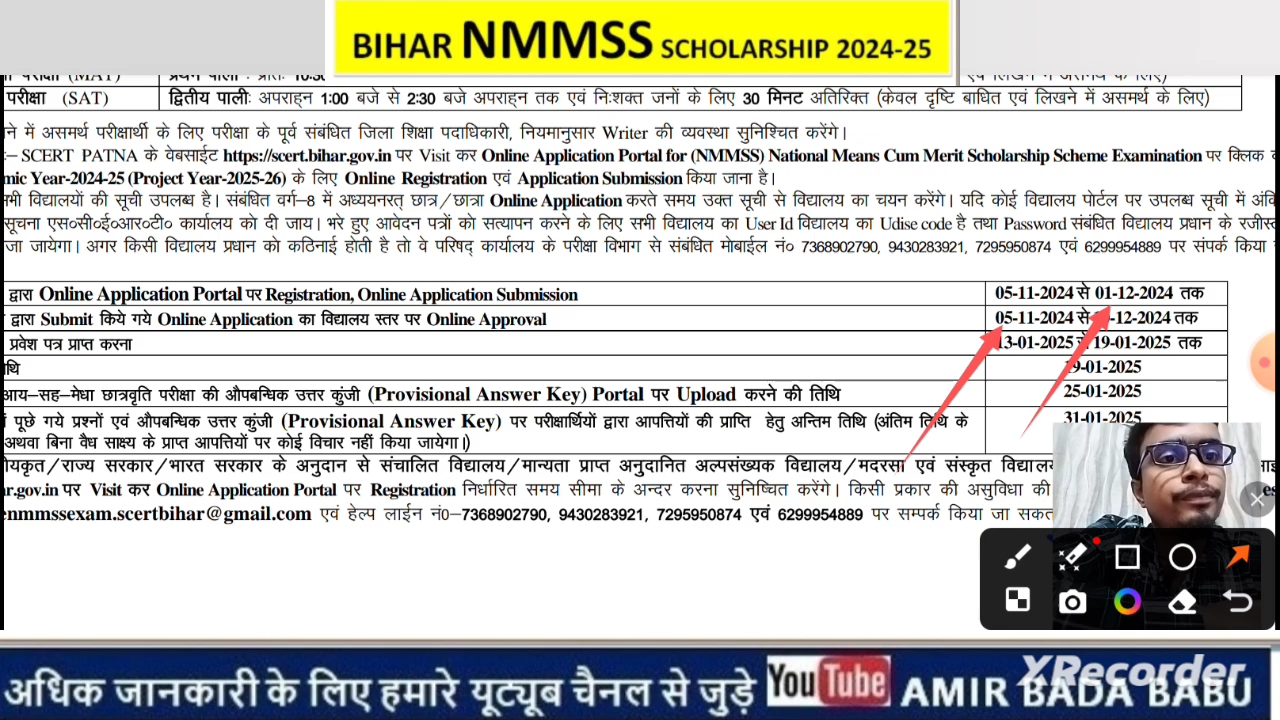 BIHAR NMMSS SCHOLARSHIP 2024-25
परीक्षा (SAT) द्वितीय पालीः अपराह्न 1:00 बजे से 2:30 बजे अपराह्न तक एवं निःशक्त जनों के लिए 30 मिनट अतिरिक्त (केवल दृष्टि बाधित एवं लिखने में असमर्थ के लिए)
में असमर्थ परीक्षार्थी के लिए परीक्षा के पूर्व संबंधित जिला शिक्षा पदाधिकारी, नियमानुसार Writer की व्यवस्था सुनिश्चित करेंगे।
:– SCERT PATNA के वेबसाईट https://scert.bihar.gov.in पर Visit कर Online Application Portal for (NMMSS) National Means Cum Merit Scholarship Scheme Examination पर क्लिक
mic Year-2024-25 (Project Year-2025-26) के लिए Online Registration एवं Application Submission किया जाना है।
विद्यालयों की सूची उपलब्ध है। संबंधित वर्ग–8 में अध्ययनरत् छात्र/छात्रा Online Application करते समय उक्त सूची से विद्यालय का चयन करेंगे। यदि कोई विद्यालय पोर्टल पर उपलब्ध सूची में
सूचना एस०सी०ई०आर०टी० कार्यालय को दी जाय। भरे हुए आवेदन पत्रों को सत्यापन करने के लिए सभी विद्यालय का User Id विद्यालय का Udise code है तथा Password संबंधित विद्यालय प्रधान के
जा जायेगा। अगर किसी विद्यालय प्रधान को कठिनाई होती है तो वे परिषद् कार्यालय के परीक्षा विभाग से संबंधित मोबाईल नं० 7368902790, 9430283921, 7295950874 एवं 6299954889 पर संपर्क किया
द्वारा Online Application Portal पर Registration, Online Application Submission 05-11-2024 से 01-12-2024 तक
द्वारा Submit किये गये Online Application का विद्यालय स्तर पर Online Approval 05-11-2024 से -12-2024 तक
प्रवेश पत्र प्राप्त करना 13-01-2025 से 19-01-2025 तक
19-01-2025
आय–सह–मेधा छात्रवृति परीक्षा की औपबन्धिक उत्तर कुंजी (Provisional Answer Key) Portal पर Upload करने की तिथि 25-01-2025
पूछे गये प्रश्नों एवं औपबन्धिक उत्तर कुंजी (Provisional Answer Key) पर परीक्षार्थियों द्वारा आपत्तियों की प्राप्ति हेतु अन्तिम तिथि (अंतिम तिथि के 31-01-2025
अथवा बिना वैध साक्ष्य के प्राप्त आपत्तियों पर कोई विचार नहीं किया जायेगा।)
राज्य सरकार/भारत सरकार के अनुदान से संचालित विद्यालय/मान्यता प्राप्त अनुदानित अल्पसंख्यक विद्यालय/मदरसा एवं संस्कृत
ar.gov.in पर Visit कर Online Application Portal पर Registration निर्धारित समय सीमा के अन्दर करना सुनिष्चित करेंगे। किसी प्रकार की असुविधा की
enmmssexam.scertbihar@gmail.com एवं हेल्प लाईन नं0–7368902790, 9430283921, 7295950874 एवं 6299954889 पर सम्पर्क किया जा
XRecorder
अधिक जानकारी के लिए हमारे यूट्यूब चैनल से जुड़े YouTube AMIR BADA BABU